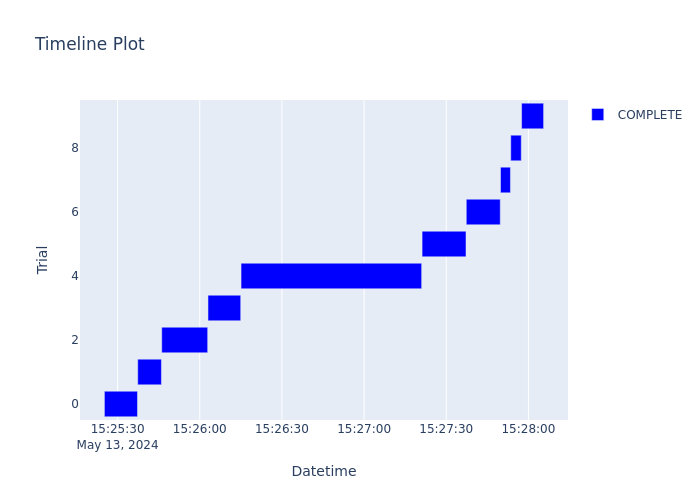 Timeline Plot
COMPLETE
8
6
4
2
0
Trial
15:25:30
15:26:00
15:26:30
15:27:00
15:27:30
15:28:00
May 13, 2024
Datetime